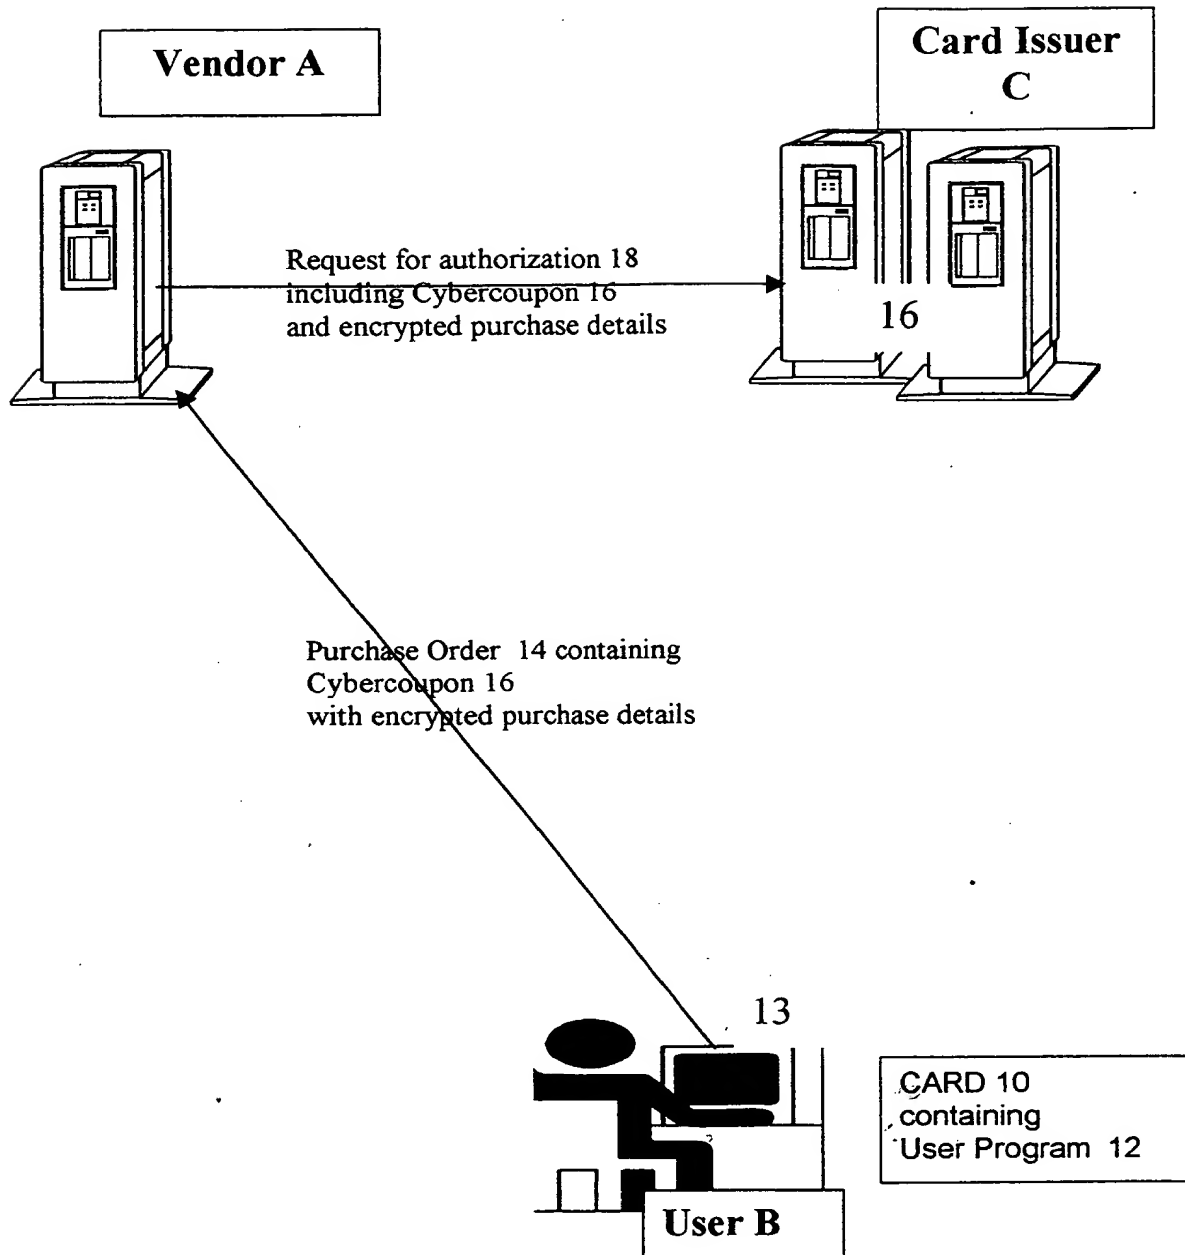 Vendor A
Card Issuer
C
Request for authorization 18
including Cybercoupon 16
and encrypted purchase details
16
Purchase Order 14 containing
Cybercoupon 16
with encrypted purchase details
13
CARD 10
containing
User Program 12
User B